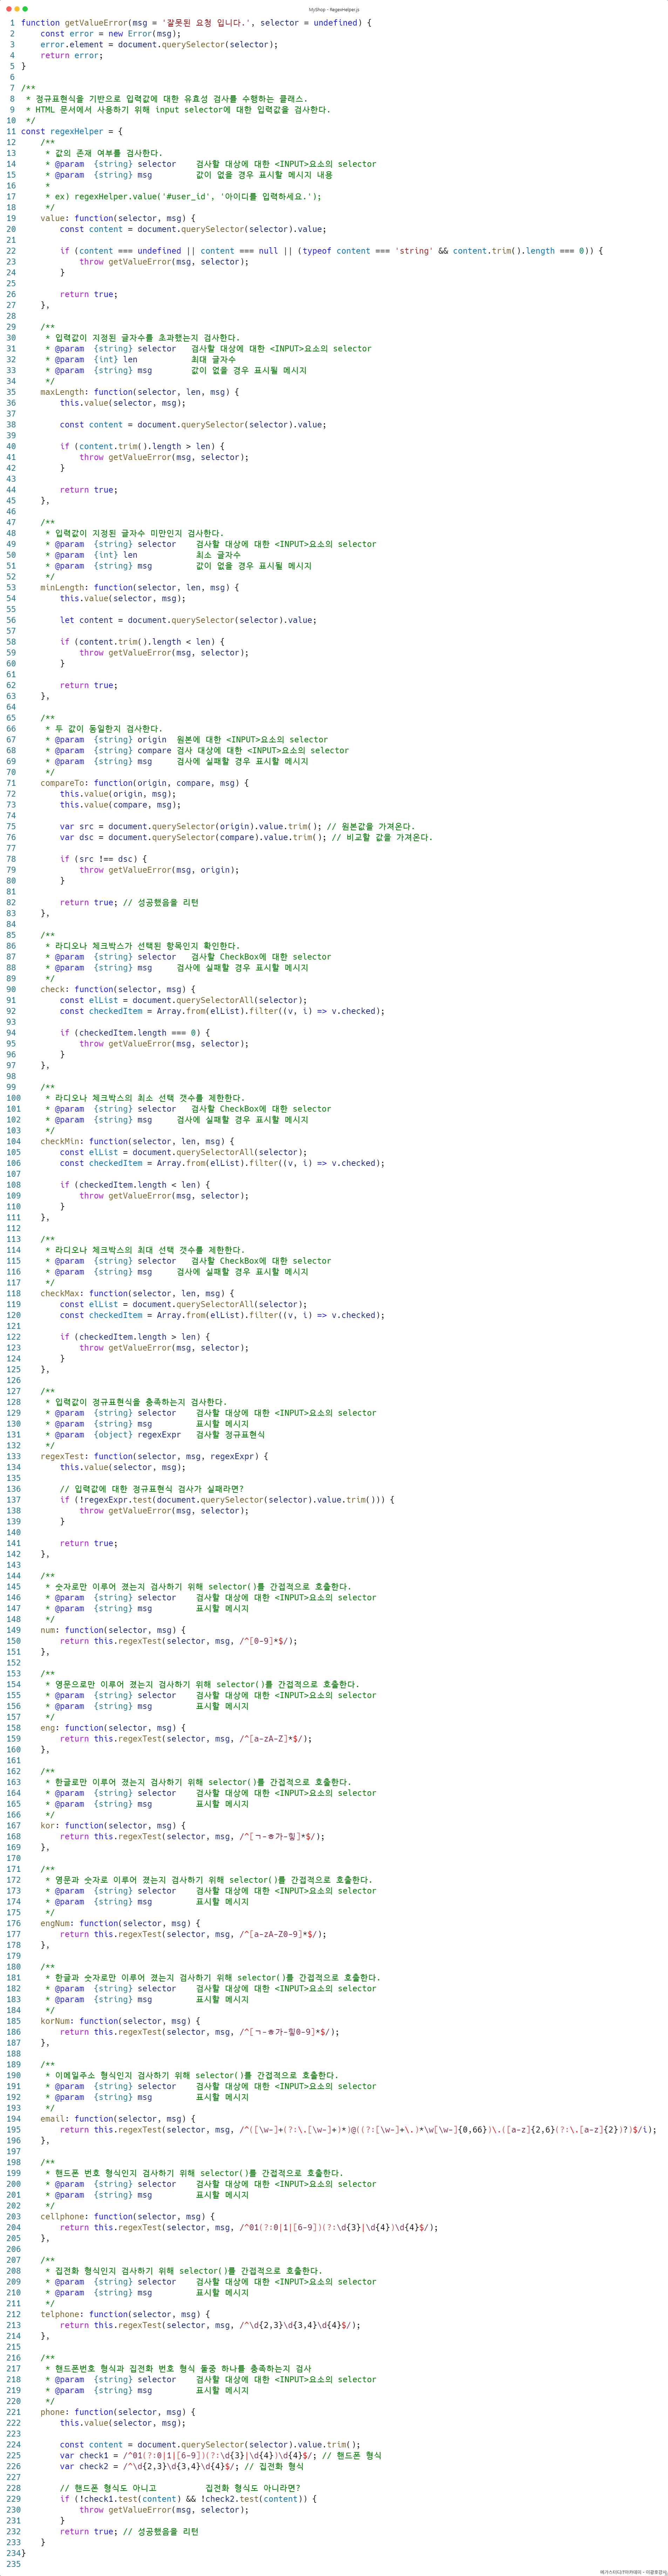 MyShop - RegexHelper.js
1 function getValueError(msg = '잘못된 요청 입니다.', selector = undefined) {
2     const error = new Error(msg);
3     error.element = document.querySelector(selector);
4     return error;
5 }
6
7 /**
8  * 정규표현식을 기반으로 입력값에 대한 유효성 검사를 수행하는 클래스.
9  * HTML 문서에서 사용하기 위해 input selector에 대한 입력값을 검사한다.
10  */
11 const regexHelper = {
12     /**
13      * 값의 존재 여부를 검사한다.
14      * @param  {string} selector    검사할 대상에 대한 <INPUT>요소의 selector
15      * @param  {string} msg         값이 없을 경우 표시할 메시지 내용
16      *
17      * ex) regexHelper.value('#user_id', '아이디를 입력하세요.');
18      */
19     value: function(selector, msg) {
20         const content = document.querySelector(selector).value;
21
22         if (content === undefined || content === null || (typeof content === 'string' && content.trim().length === 0)) {
23             throw getValueError(msg, selector);
24         }
25
26         return true;
27     },
28
29     /**
30      * 입력값이 지정된 글자수를 초과했는지 검사한다.
31      * @param  {string} selector   검사할 대상에 대한 <INPUT>요소의 selector
32      * @param  {int} len           최대 글자수
33      * @param  {string} msg        값이 없을 경우 표시될 메시지
34      */
35     maxLength: function(selector, len, msg) {
36         this.value(selector, msg);
37
38         const content = document.querySelector(selector).value;
39
40         if (content.trim().length > len) {
41             throw getValueError(msg, selector);
42         }
43
44         return true;
45     },
46
47     /**
48      * 입력값이 지정된 글자수 미만인지 검사한다.
49      * @param  {string} selector    검사할 대상에 대한 <INPUT>요소의 selector
50      * @param  {int} len            최소 글자수
51      * @param  {string} msg         값이 없을 경우 표시될 메시지
52      */
53     minLength: function(selector, len, msg) {
54         this.value(selector, msg);
55
56         let content = document.querySelector(selector).value;
57
58         if (content.trim().length < len) {
59             throw getValueError(msg, selector);
60         }
61
62         return true;
63     },
64
65     /**
66      * 두 값이 동일한지 검사한다.
67      * @param  {string} origin  원본에 대한 <INPUT>요소의 selector
68      * @param  {string} compare 검사 대상에 대한 <INPUT>요소의 selector
69      * @param  {string} msg     검사에 실패할 경우 표시할 메시지
70      */
71     compareTo: function(origin, compare, msg) {
72         this.value(origin, msg);
73         this.value(compare, msg);
74
75         var src = document.querySelector(origin).value.trim(); // 원본값을 가져온다.
76         var dsc = document.querySelector(compare).value.trim(); // 비교할 값을 가져온다.
77
78         if (src !== dsc) {
79             throw getValueError(msg, origin);
80         }
81
82         return true; // 성공했음을 리턴
83     },
84
85     /**
86      * 라디오나 체크박스가 선택된 항목인지 확인한다.
87      * @param  {string} selector   검사할 CheckBox에 대한 selector
88      * @param  {string} msg     검사에 실패할 경우 표시할 메시지
89      */
90     check: function(selector, msg) {
91         const elList = document.querySelectorAll(selector);
92         const checkedItem = Array.from(elList).filter((v, i) => v.checked);
93
94         if (checkedItem.length === 0) {
95             throw getValueError(msg, selector);
96         }
97     },
98
99     /**
100      * 라디오나 체크박스의 최소 선택 갯수를 제한한다.
101      * @param  {string} selector   검사할 CheckBox에 대한 selector
102      * @param  {string} msg     검사에 실패할 경우 표시할 메시지
103      */
104     checkMin: function(selector, len, msg) {
105         const elList = document.querySelectorAll(selector);
106         const checkedItem = Array.from(elList).filter((v, i) => v.checked);
107
108         if (checkedItem.length < len) {
109             throw getValueError(msg, selector);
110         }
111     },
112
113     /**
114      * 라디오나 체크박스의 최대 선택 갯수를 제한한다.
115      * @param  {string} selector   검사할 CheckBox에 대한 selector
116      * @param  {string} msg     검사에 실패할 경우 표시할 메시지
117      */
118     checkMax: function(selector, len, msg) {
119         const elList = document.querySelectorAll(selector);
120         const checkedItem = Array.from(elList).filter((v, i) => v.checked);
121
122         if (checkedItem.length > len) {
123             throw getValueError(msg, selector);
124         }
125     },
126
127     /**
128      * 입력값이 정규표현식을 충족하는지 검사한다.
129      * @param  {string} selector    검사할 대상에 대한 <INPUT>요소의 selector
130      * @param  {string} msg         표시할 메시지
131      * @param  {object} regexExpr   검사할 정규표현식
132      */
133     regexTest: function(selector, msg, regexExpr) {
134         this.value(selector, msg);
135
136         // 입력값에 대한 정규표현식 검사가 실패라면?
137         if (!regexExpr.test(document.querySelector(selector).value.trim())) {
138             throw getValueError(msg, selector);
139         }
140
141         return true;
142     },
143
144     /**
145      * 숫자로만 이루어 졌는지 검사하기 위해 selector()를 간접적으로 호출한다.
146      * @param  {string} selector    검사할 대상에 대한 <INPUT>요소의 selector
147      * @param  {string} msg         표시할 메시지
148      */
149     num: function(selector, msg) {
150         return this.regexTest(selector, msg, /^[0-9]*$/);
151     },
152
153     /**
154      * 영문으로만 이루어 졌는지 검사하기 위해 selector()를 간접적으로 호출한다.
155      * @param  {string} selector    검사할 대상에 대한 <INPUT>요소의 selector
156      * @param  {string} msg         표시할 메시지
157      */
158     eng: function(selector, msg) {
159         return this.regexTest(selector, msg, /^[a-zA-Z]*$/);
160     },
161
162     /**
163      * 한글로만 이루어 졌는지 검사하기 위해 selector()를 간접적으로 호출한다.
164      * @param  {string} selector    검사할 대상에 대한 <INPUT>요소의 selector
165      * @param  {string} msg         표시할 메시지
166      */
167     kor: function(selector, msg) {
168         return this.regexTest(selector, msg, /^[ㄱ-ㅎ가-힣]*$/);
169     },
170
171     /**
172      * 영문과 숫자로 이루어 졌는지 검사하기 위해 selector()를 간접적으로 호출한다.
173      * @param  {string} selector    검사할 대상에 대한 <INPUT>요소의 selector
174      * @param  {string} msg         표시할 메시지
175      */
176     engNum: function(selector, msg) {
177         return this.regexTest(selector, msg, /^[a-zA-Z0-9]*$/);
178     },
179
180     /**
181      * 한글과 숫자로만 이루어 졌는지 검사하기 위해 selector()를 간접적으로 호출한다.
182      * @param  {string} selector    검사할 대상에 대한 <INPUT>요소의 selector
183      * @param  {string} msg         표시할 메시지
184      */
185     korNum: function(selector, msg) {
186         return this.regexTest(selector, msg, /^[ㄱ-ㅎ가-힣0-9]*$/);
187     },
188
189     /**
190      * 이메일주소 형식인지 검사하기 위해 selector()를 간접적으로 호출한다.
191      * @param  {string} selector    검사할 대상에 대한 <INPUT>요소의 selector
192      * @param  {string} msg         표시할 메시지
193      */
194     email: function(selector, msg) {
195         return this.regexTest(selector, msg, /^([\w-]+(?:\.[\w-]+)*)@((?:[\w-]+\.)*\w[\w-]{0,66})\.([a-z]{2,6}(?:\.[a-z]{2})?)$/i);
196     },
197
198     /**
199      * 핸드폰 번호 형식인지 검사하기 위해 selector()를 간접적으로 호출한다.
200      * @param  {string} selector    검사할 대상에 대한 <INPUT>요소의 selector
201      * @param  {string} msg         표시할 메시지
202      */
203     cellphone: function(selector, msg) {
204         return this.regexTest(selector, msg, /^01(?:0|1|[6-9])(?:\d{3}|\d{4})\d{4}$/);
205     },
206
207     /**
208      * 집전화 형식인지 검사하기 위해 selector()를 간접적으로 호출한다.
209      * @param  {string} selector    검사할 대상에 대한 <INPUT>요소의 selector
210      * @param  {string} msg         표시할 메시지
211      */
212     telphone: function(selector, msg) {
213         return this.regexTest(selector, msg, /^\d{2,3}\d{3,4}\d{4}$/);
214     },
215
216     /**
217      * 핸드폰번호 형식과 집전화 번호 형식 둘중 하나를 충족하는지 검사
218      * @param  {string} selector    검사할 대상에 대한 <INPUT>요소의 selector
219      * @param  {string} msg         표시할 메시지
220      */
221     phone: function(selector, msg) {
222         this.value(selector, msg);
223
224         const content = document.querySelector(selector).value.trim();
225         var check1 = /^01(?:0|1|[6-9])(?:\d{3}|\d{4})\d{4}$/; // 핸드폰 형식
226         var check2 = /^\d{2,3}\d{3,4}\d{4}$/; // 집전화 형식
227
228         // 핸드폰 형식도 아니고          집전화 형식도 아니라면?
229         if (!check1.test(content) && !check2.test(content)) {
230             throw getValueError(msg, selector);
231         }
232         return true; // 성공했음을 리턴
233     }
234 }
235
메가스터디IT아카데미 - 이광호강사